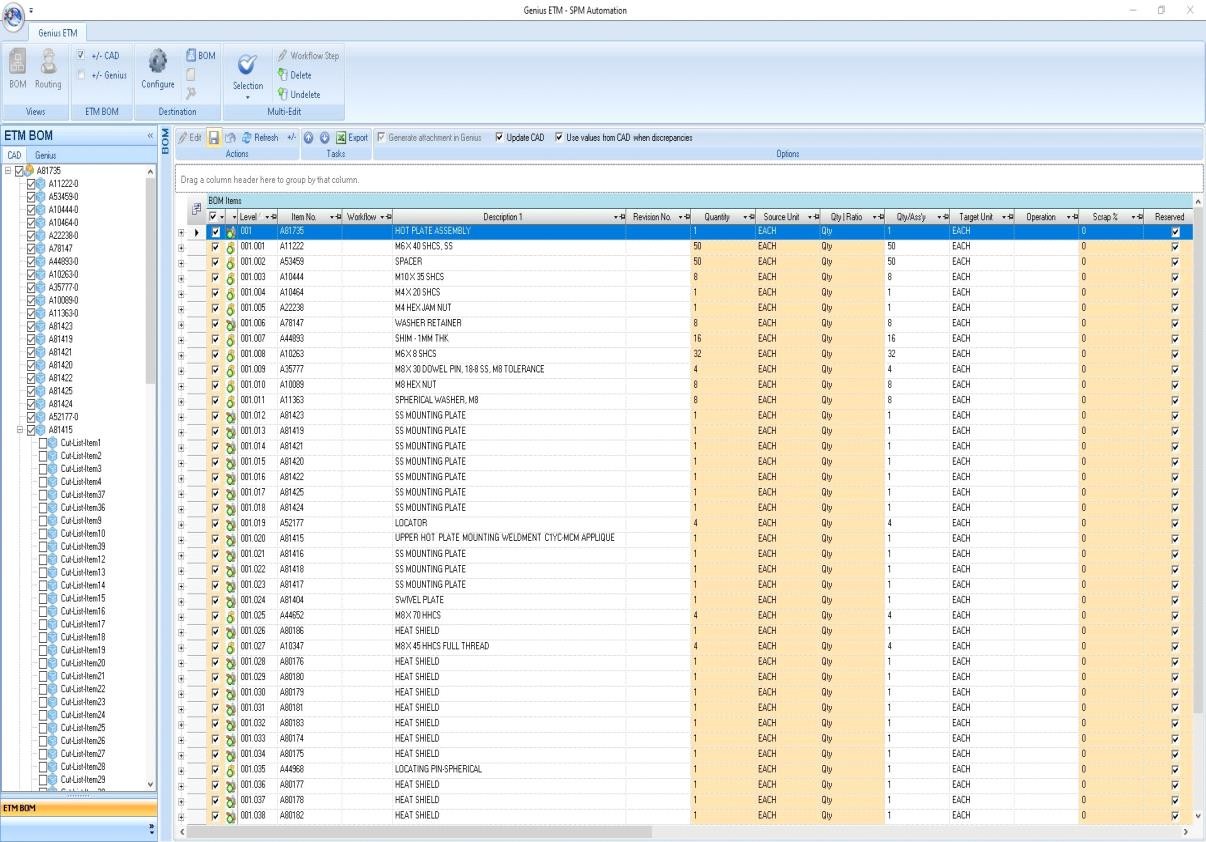 Genius ETM - SPM Automation
Genius ETM
BOM Routing
Views
+/- CAD
+/- Genius
ETM BOM
Configure
BOM
Destination
Selection
Workflow Step
Delete
Undelete
Multi-Edit
ETM BOM «
CAD Genius
A81735
A11222-0
A53459-0
A10444-0
A10464-0
A22238-0
A78147
A44893-0
A10263-0
A35777-0
A10089-0
A11363-0
A81423
A81419
A81421
A81420
A81422
A81425
A81424
A52177-0
A81415
Cut-List-Item1
Cut-List-Item2
Cut-List-Item3
Cut-List-Item4
Cut-List-Item37
Cut-List-Item36
Cut-List-Item9
Cut-List-Item10
Cut-List-Item39
Cut-List-Item12
Cut-List-Item13
Cut-List-Item14
Cut-List-Item15
Cut-List-Item16
Cut-List-Item17
Cut-List-Item18
Cut-List-Item19
Cut-List-Item20
Cut-List-Item21
Cut-List-Item22
Cut-List-Item23
Cut-List-Item24
Cut-List-Item25
Cut-List-Item26
Cut-List-Item27
Cut-List-Item28
Cut-List-Item29
ETM BOM
BOM
Edit Refresh +/- Export Generate attachment in Genius Update CAD Use values from CAD when discrepancies
Actions Tasks Options
Drag a column header here to group by that column.
BOM Items
Level Item No. Workflow Description 1 Revision No. Quantity Source Unit Qty | Ratio Qty/Ass'y Target Unit Operation Scrap % Reserved
001 A81735 HOT PLATE ASSEMBLY 1 EACH Qty 1 EACH 0
001.001 A11222 M6 X 40 SHCS, SS 50 EACH Qty 50 EACH 0
001.002 A53459 SPACER 50 EACH Qty 50 EACH 0
001.003 A10444 M10 X 35 SHCS 8 EACH Qty 8 EACH 0
001.004 A10464 M4 X 20 SHCS 1 EACH Qty 1 EACH 0
001.005 A22238 M4 HEX JAM NUT 1 EACH Qty 1 EACH 0
001.006 A78147 WASHER RETAINER 8 EACH Qty 8 EACH 0
001.007 A44893 SHIM - 1MM THK 16 EACH Qty 16 EACH 0
001.008 A10263 M6 X 8 SHCS 32 EACH Qty 32 EACH 0
001.009 A35777 M8 X 30 DOWEL PIN, 18-8 SS, M8 TOLERANCE 4 EACH Qty 4 EACH 0
001.010 A10089 M8 HEX NUT 8 EACH Qty 8 EACH 0
001.011 A11363 SPHERICAL WASHER, M8 8 EACH Qty 8 EACH 0
001.012 A81423 SS MOUNTING PLATE 1 EACH Qty 1 EACH 0
001.013 A81419 SS MOUNTING PLATE 1 EACH Qty 1 EACH 0
001.014 A81421 SS MOUNTING PLATE 1 EACH Qty 1 EACH 0
001.015 A81420 SS MOUNTING PLATE 1 EACH Qty 1 EACH 0
001.016 A81422 SS MOUNTING PLATE 1 EACH Qty 1 EACH 0
001.017 A81425 SS MOUNTING PLATE 1 EACH Qty 1 EACH 0
001.018 A81424 SS MOUNTING PLATE 1 EACH Qty 1 EACH 0
001.019 A52177 LOCATOR 4 EACH Qty 4 EACH 0
001.020 A81415 UPPER HOT PLATE MOUNTING WELDMENT C1YC-MCM APPLIQUE 1 EACH Qty 1 EACH 0
001.021 A81416 SS MOUNTING PLATE 1 EACH Qty 1 EACH 0
001.022 A81418 SS MOUNTING PLATE 1 EACH Qty 1 EACH 0
001.023 A81417 SS MOUNTING PLATE 1 EACH Qty 1 EACH 0
001.024 A81404 SWIVEL PLATE 1 EACH Qty 1 EACH 0
001.025 A44652 M8 X 70 HHCS 4 EACH Qty 4 EACH 0
001.026 A80186 HEAT SHIELD 1 EACH Qty 1 EACH 0
001.027 A10347 M8 X 45 HHCS FULL THREAD 4 EACH Qty 4 EACH 0
001.028 A80176 HEAT SHIELD 1 EACH Qty 1 EACH 0
001.029 A80180 HEAT SHIELD 1 EACH Qty 1 EACH 0
001.030 A80179 HEAT SHIELD 1 EACH Qty 1 EACH 0
001.031 A80181 HEAT SHIELD 1 EACH Qty 1 EACH 0
001.032 A80183 HEAT SHIELD 1 EACH Qty 1 EACH 0
001.033 A80174 HEAT SHIELD 1 EACH Qty 1 EACH 0
001.034 A80175 HEAT SHIELD 1 EACH Qty 1 EACH 0
001.035 A44968 LOCATING PIN-SPHERICAL 1 EACH Qty 1 EACH 0
001.036 A80177 HEAT SHIELD 1 EACH Qty 1 EACH 0
001.037 A80178 HEAT SHIELD 1 EACH Qty 1 EACH 0
001.038 A80182 HEAT SHIELD 1 EACH Qty 1 EACH 0